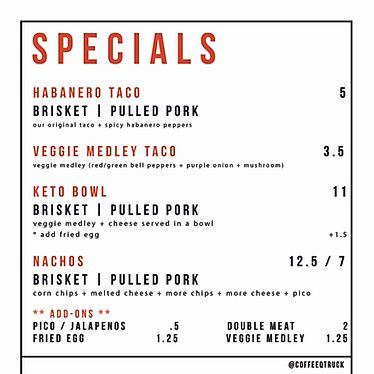 SPECIALS
HABANERO TACO 5
BRISKET | PULLED PORK
our original taco + spicy habanero peppers
VEGGIE MEDLEY TACO 3.5
veggie medley (red/green bell peppers + purple onion + mushroom)
KETO BOWL 11
BRISKET | PULLED PORK
veggie medley + cheese served in a bowl
* add fried egg +1.5
NACHOS 12.5 / 7
BRISKET | PULLED PORK
corn chips + melted cheese + more chips + more cheese + pico
** ADD-ONS **
PICO / JALAPENOS .5 DOUBLE MEAT 2
FRIED EGG 1.25 VEGGIE MEDLEY 1.25
@COFFEEQTRUCK